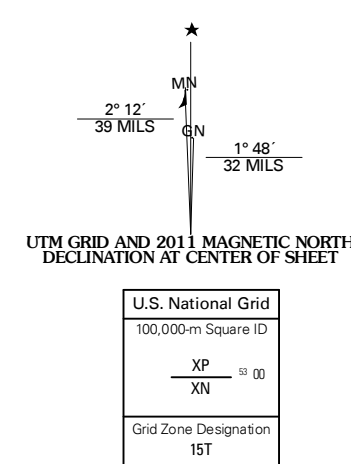 MN
2° 12´
39 MILS
GN
1° 48´
32 MILS
UTM GRID AND 2011 MAGNETIC NORTH
DECLINATION AT CENTER OF SHEET
U.S. National Grid
100,000-m Square ID
XP
53 00
XN
Grid Zone Designation
15T